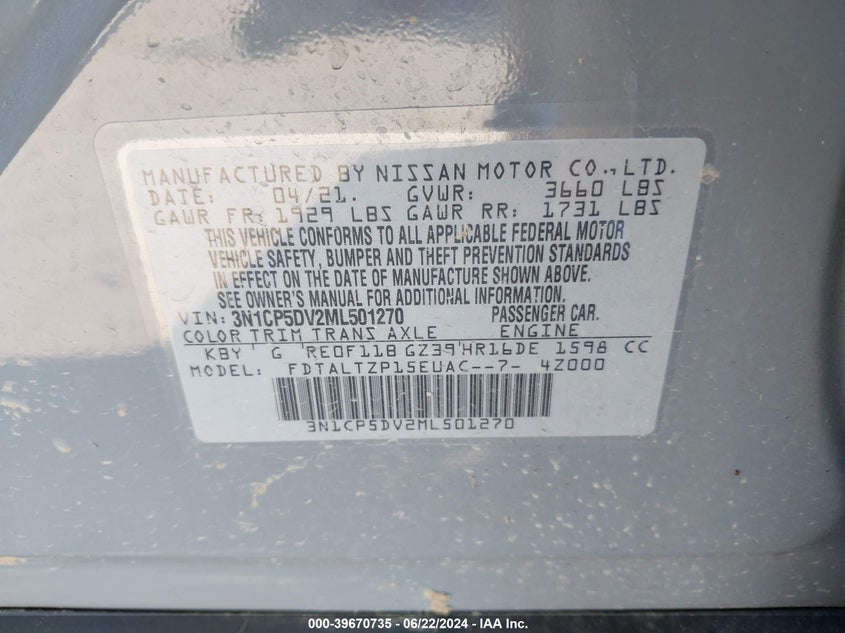 MANUFACTURED BY NISSAN MOTOR CO., LTD.
DATE: 04/21. GVWR: 3660 LBS
GAWR FR: 1929 LBS GAWR RR: 1731 LBS
THIS VEHICLE CONFORMS TO ALL APPLICABLE FEDERAL MOTOR
VEHICLE SAFETY, BUMPER AND THEFT PREVENTION STANDARDS
IN EFFECT ON THE DATE OF MANUFACTURE SHOWN ABOVE.
SEE OWNER'S MANUAL FOR ADDITIONAL INFORMATION
VIN: 3N1CP5DV2ML501270 PASSENGER CAR.
COLOR TRIM TRANS AXLE ENGINE
KBY G RE0F11B GZ39 HR16DE 1598 CC
MODEL: FDTALTZP15EUAC--7- 4Z000
3N1CP5DV2ML501270
000-39670735 - 06/22/2024 - IAA Inc.